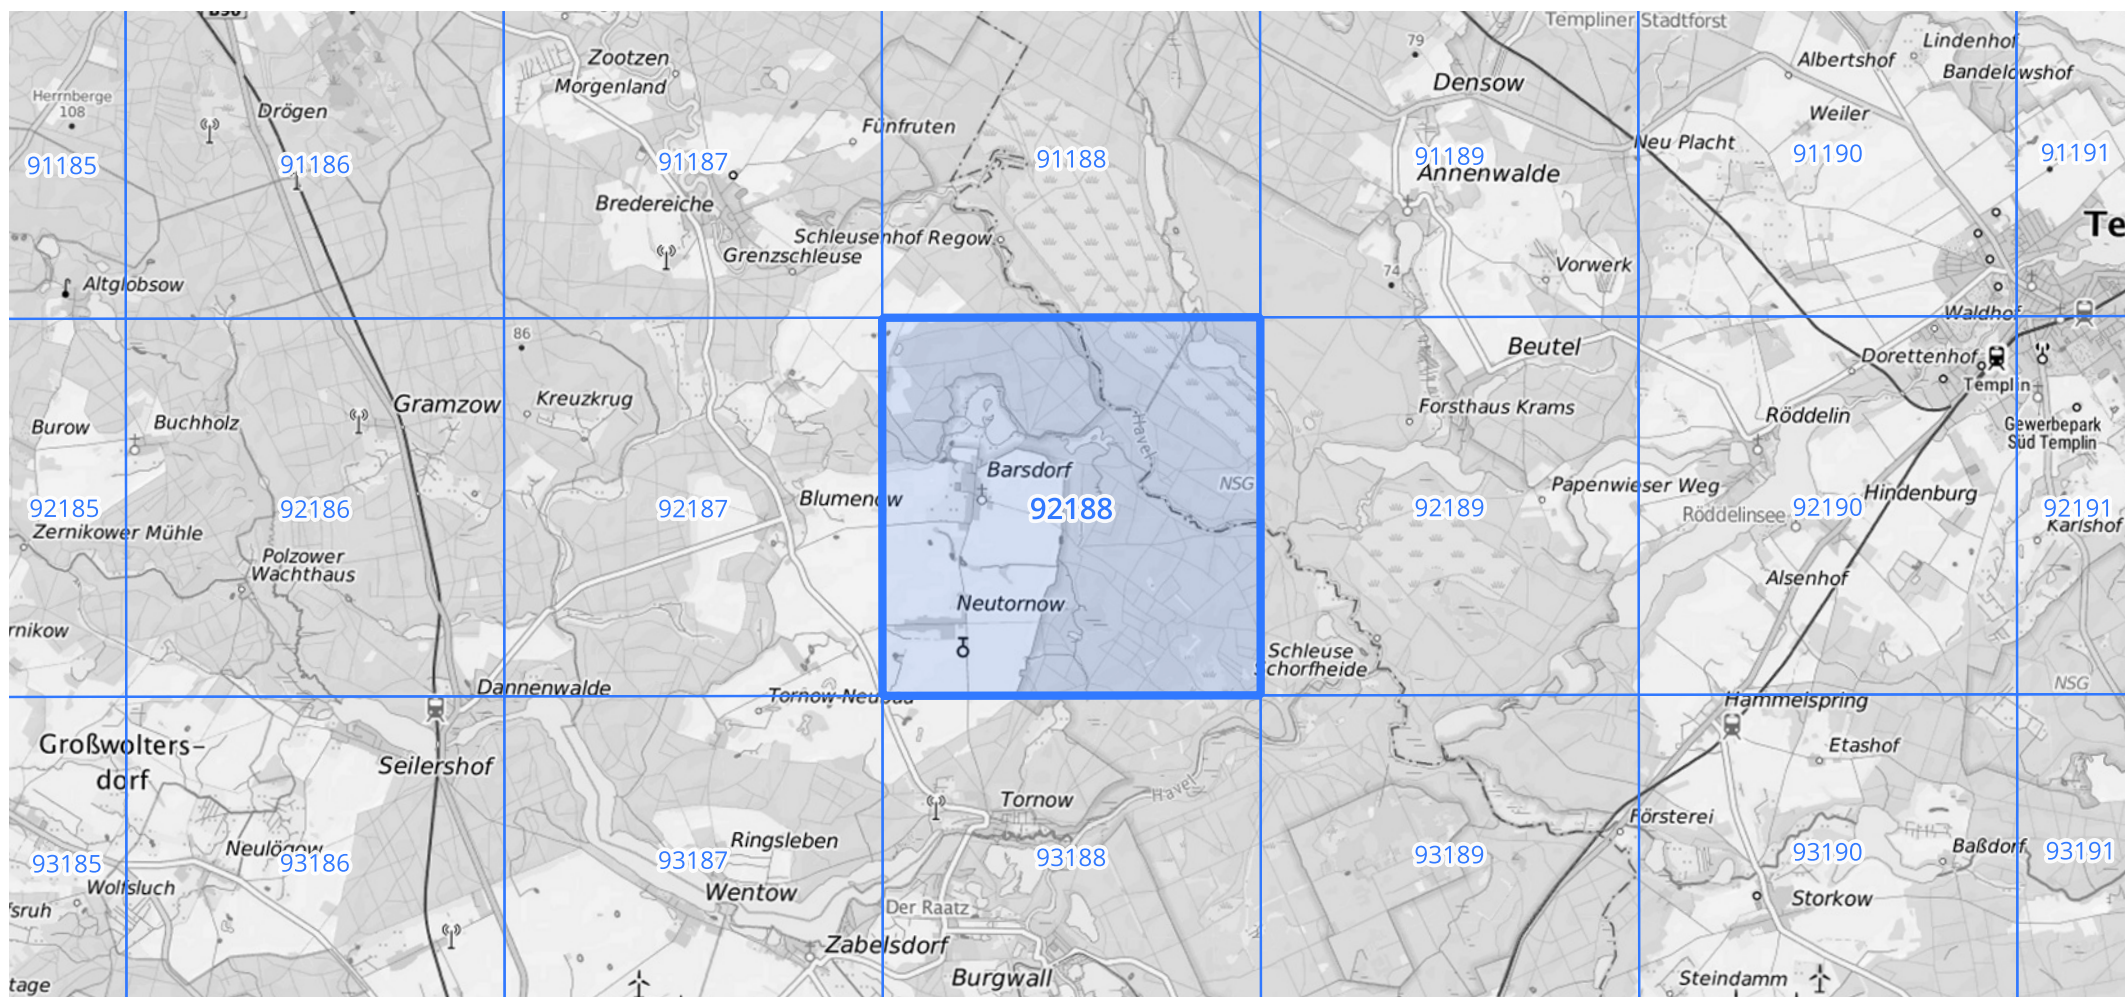 B96
Templiner Stadtforst
Zootzen
Morgenland
79
Densow
Albertshof
Lindenhof
Bandelowshof
Herrnberge
108
Drögen
Fünfruten
Weiler
Neu Placht
91185
91186
91187
91188
91189
91190
91191
Annenwalde
Bredereiche
Schleusenhof Regow
Grenzschleuse
Te
74
Vorwerk
Altglobsow
Waldhof
86
Beutel
Dorettenhof
Templin
Gramzow
Kreuzkrug
Forsthaus Krams
Röddelin
Gewerbepark
Süd Templin
Burow
Buchholz
Havel
Barsdorf
NSG
Blumenow
Papenwieser Weg
Hindenburg
92185
92186
92187
92188
92189
92190
92191
Röddelinsee
Karlshof
Zernikower Mühle
Polzower
Wachthaus
Alsenhof
Neutornow
rnikow
Schleuse
Schorfheide
NSG
Dannenwalde
Tornow-Neubau
Hammelspring
Großwolters-
dorf
Seilershof
Etashof
Havel
Tornow
Försterei
Ringsleben
Neulögow
Baßdorf
93185
93186
93187
93188
93189
93190
93191
Wolfsluch
Wentow
Storkow
fsruh
Der Raatz
Zabelsdorf
Burgwall
Steindamm
tage